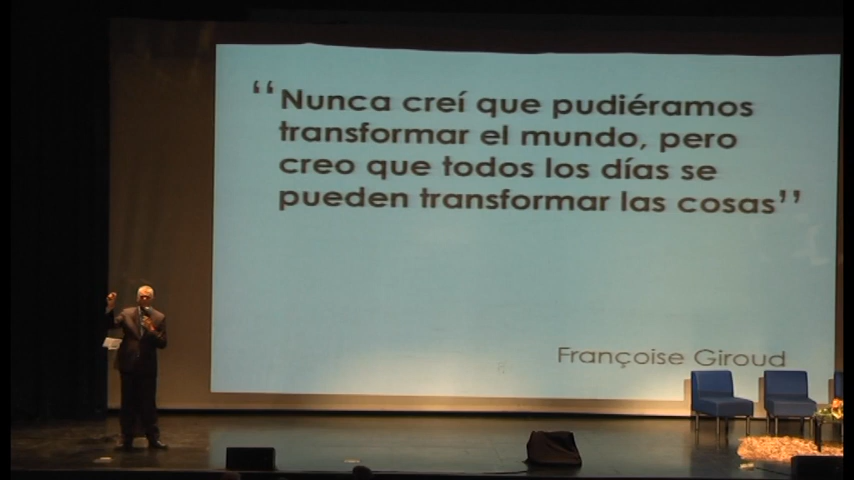 “Nunca creí que pudiéramos
transformar el mundo, pero
creo que todos los días se
pueden transformar las cosas”
Françoise Giroud